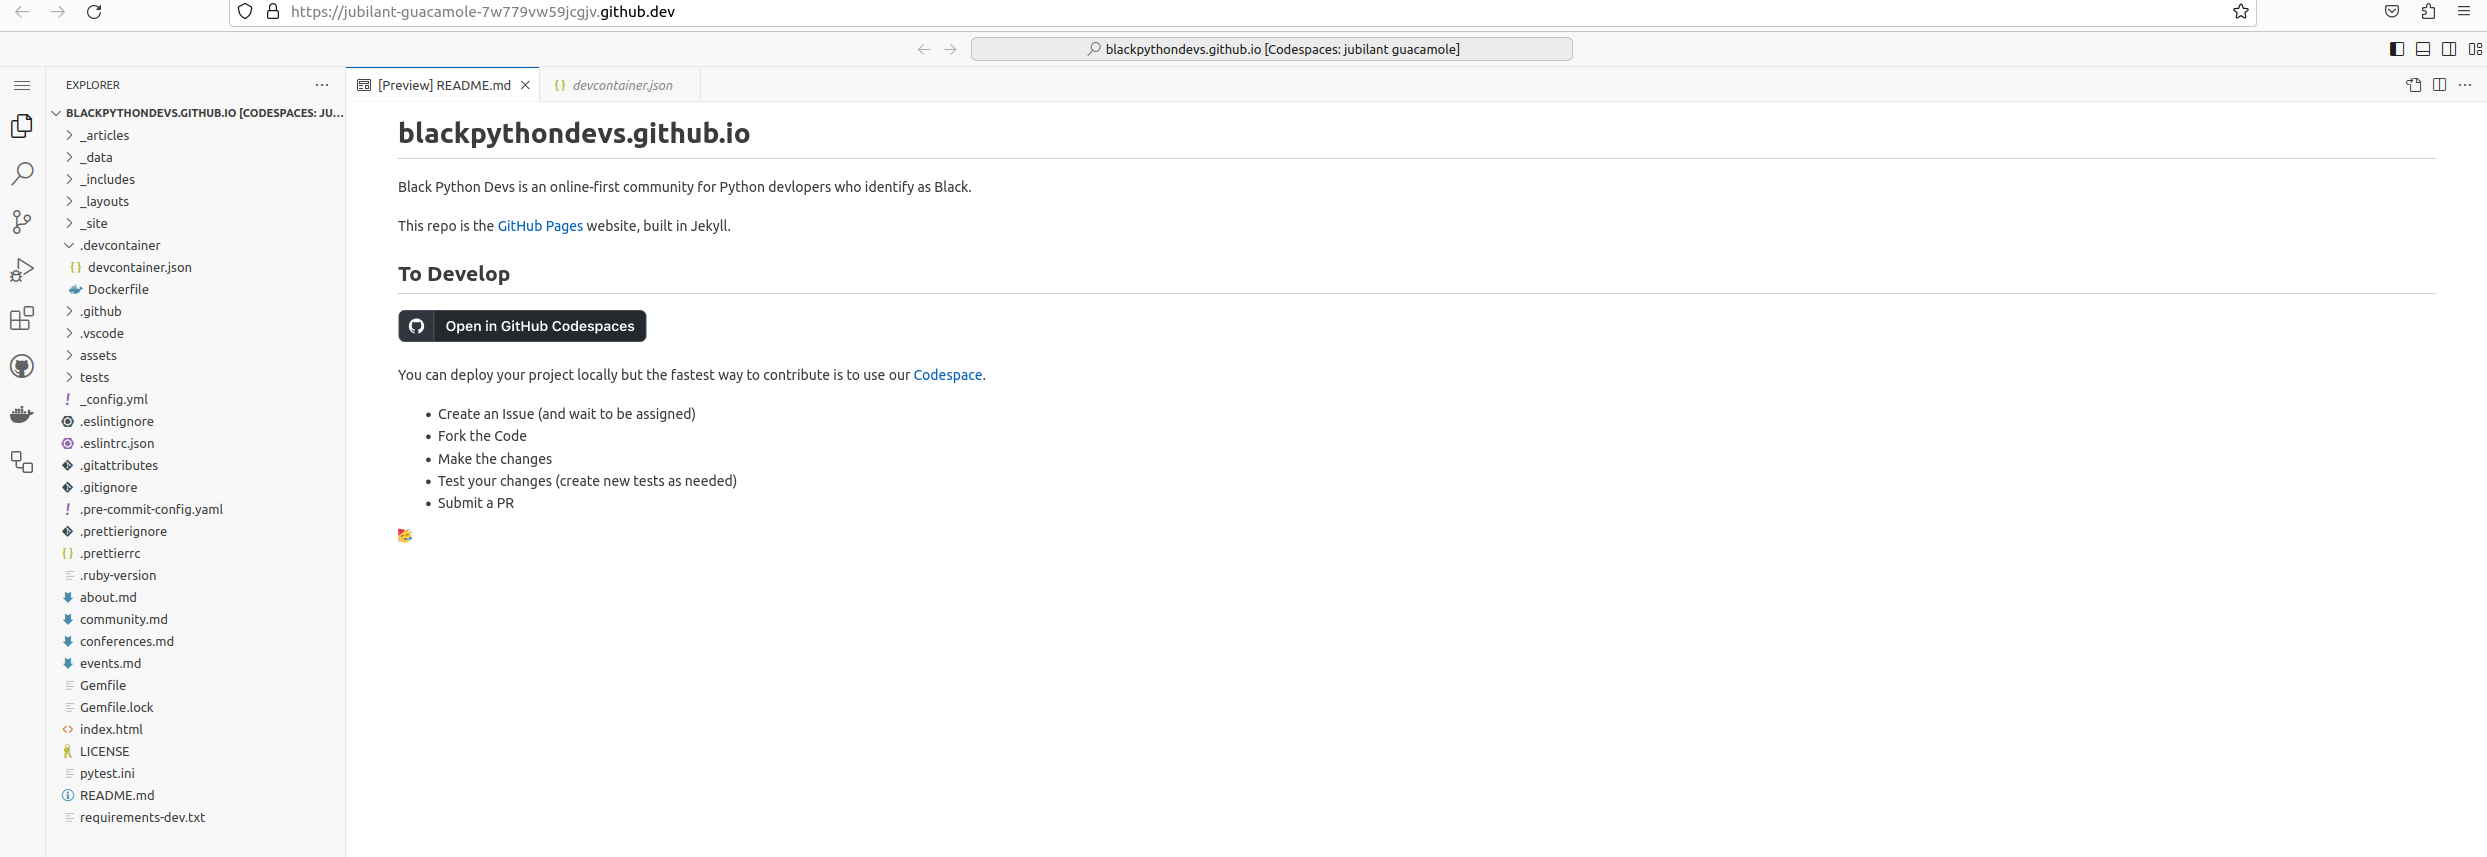 https://jubilant-guacamole-7w779vw59jcgjv.github.dev
blackpythondevs.github.io [Codespaces: jubilant guacamole]
EXPLORER
[Preview] README.md
devcontainer.json
BLACKPYTHONDEVS.GITHUB.IO [CODESPACES: JU...
_articles
_data
_includes
_layouts
_site
.devcontainer
devcontainer.json
Dockerfile
.github
.vscode
assets
tests
_config.yml
.eslintignore
.eslintrc.json
.gitattributes
.gitignore
.pre-commit-config.yaml
.prettierignore
.prettierrc
.ruby-version
about.md
community.md
conferences.md
events.md
Gemfile
Gemfile.lock
index.html
LICENSE
pytest.ini
README.md
requirements-dev.txt
blackpythondevs.github.io
Black Python Devs is an online-first community for Python devlopers who identify as Black.
This repo is the GitHub Pages website, built in Jekyll.
To Develop
Open in GitHub Codespaces
You can deploy your project locally but the fastest way to contribute is to use our Codespace.
• Create an Issue (and wait to be assigned)
• Fork the Code
• Make the changes
• Test your changes (create new tests as needed)
• Submit a PR
🥳